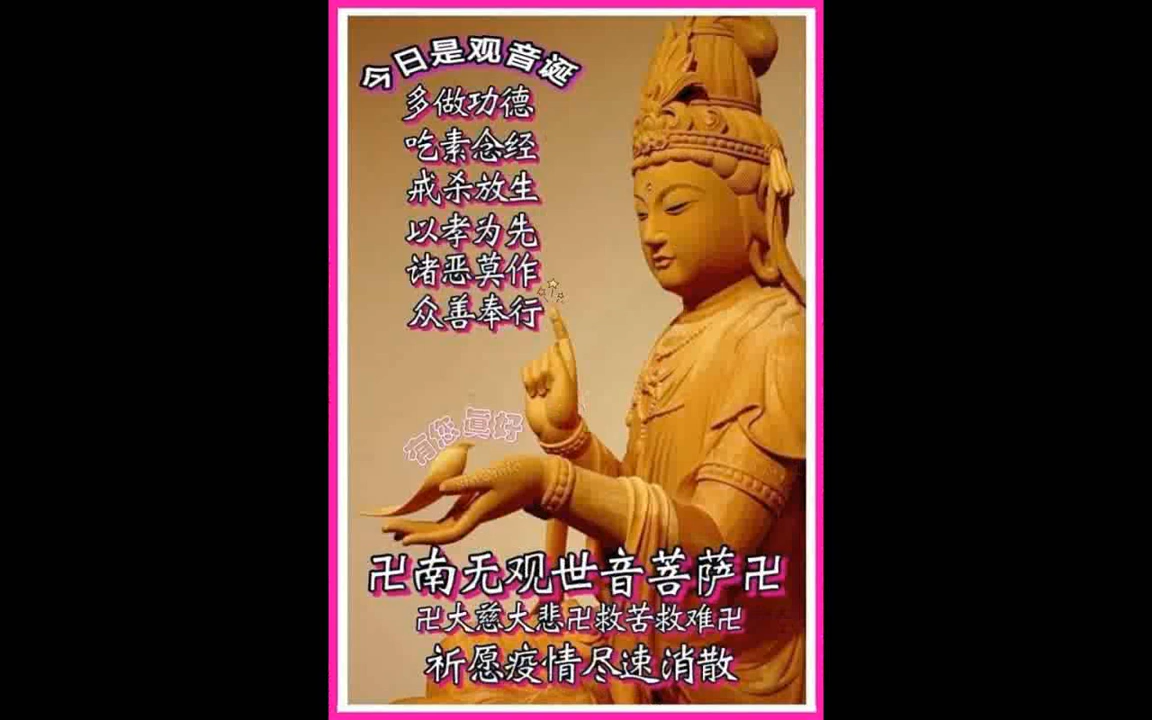 今日是观音诞
多做功德
吃素念经
戒杀放生
以孝为先
诸恶莫作
众善奉行
有您真好
卍南无观世音菩萨卍
卍大慈大悲卍救苦救难卍
祈愿疫情尽速消散